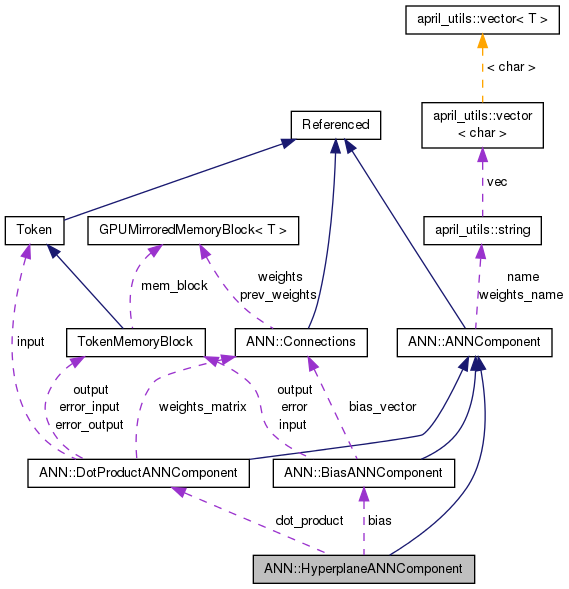 april_utils::vector< T >
< char >
april_utils::vector
< char >
Referenced
vec
Token
GPUMirroredMemoryBlock< T >
april_utils::string
mem_block
weights
prev_weights
name
weights_name
input
TokenMemoryBlock
ANN::Connections
ANN::ANNComponent
output
error_input
error_output
weights_matrix
output
error
input
bias_vector
ANN::DotProductANNComponent
ANN::BiasANNComponent
dot_product
bias
ANN::HyperplaneANNComponent